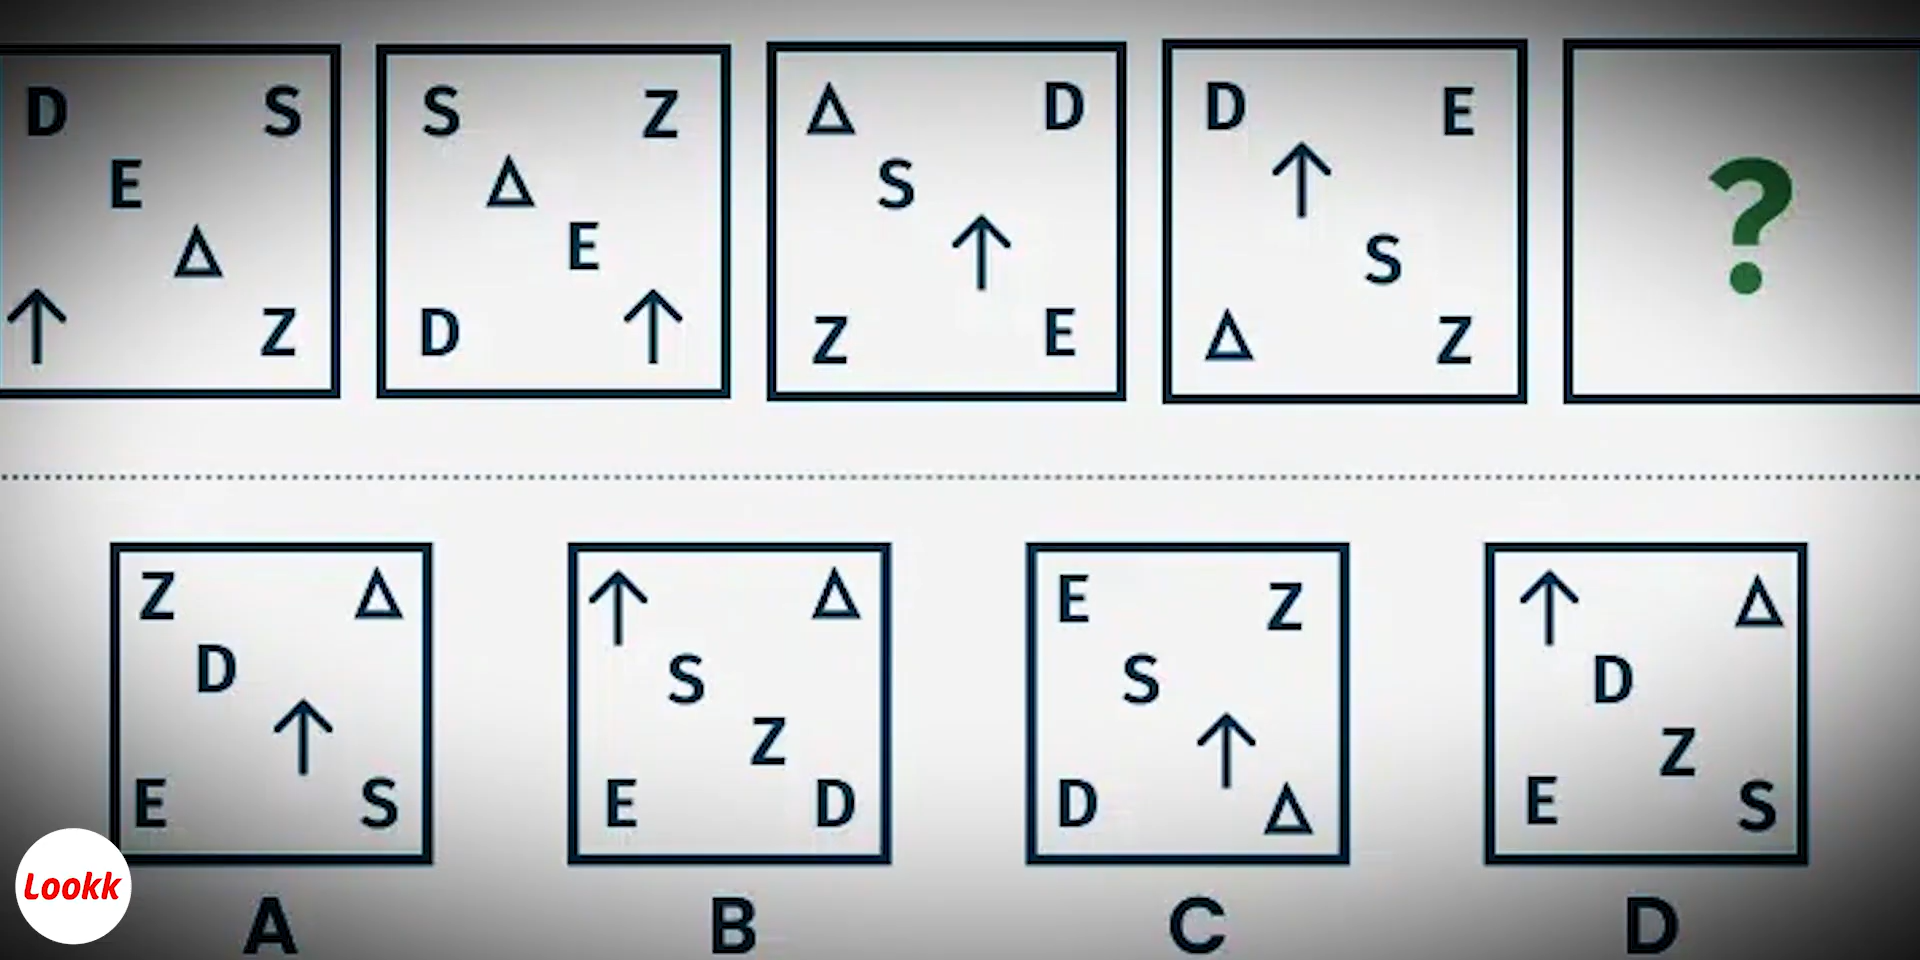 D S S Z Δ D D E
E Δ S ↑
Δ E ↑ S ?
↑ Z D ↑ Z E Δ Z
Z Δ ↑ Δ E Z ↑ Δ
D S S D
↑ Z ↑ Z
E S E D D Δ E S
Lookk
A B C D